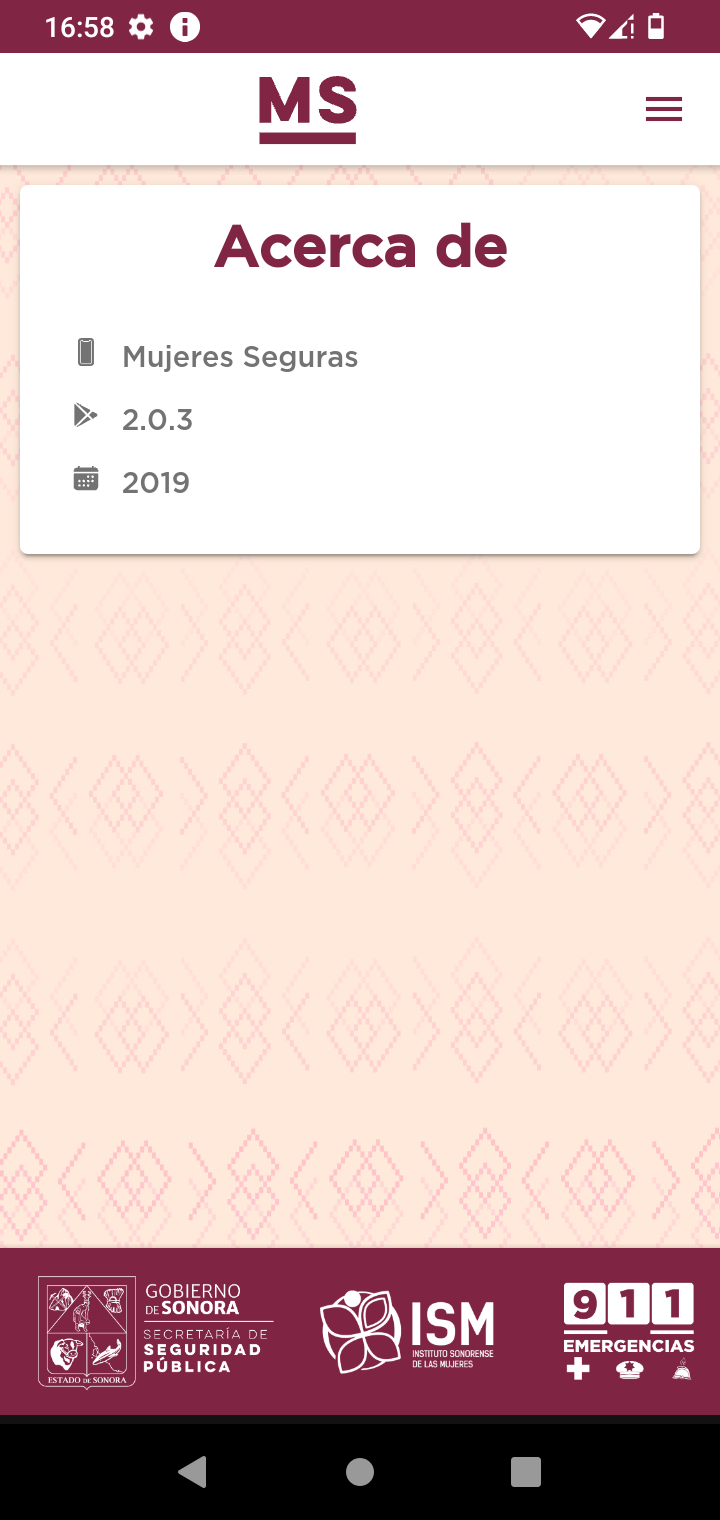 16:58
MS
Acerca de
Mujeres Seguras
2.0.3
2019
GOBIERNO
DE SONORA
SECRETARÍA DE
SEGURIDAD
PÚBLICA
ESTADO DE SONORA
ISM
INSTITUTO SONORENSE
DE LAS MUJERES
911
EMERGENCIAS